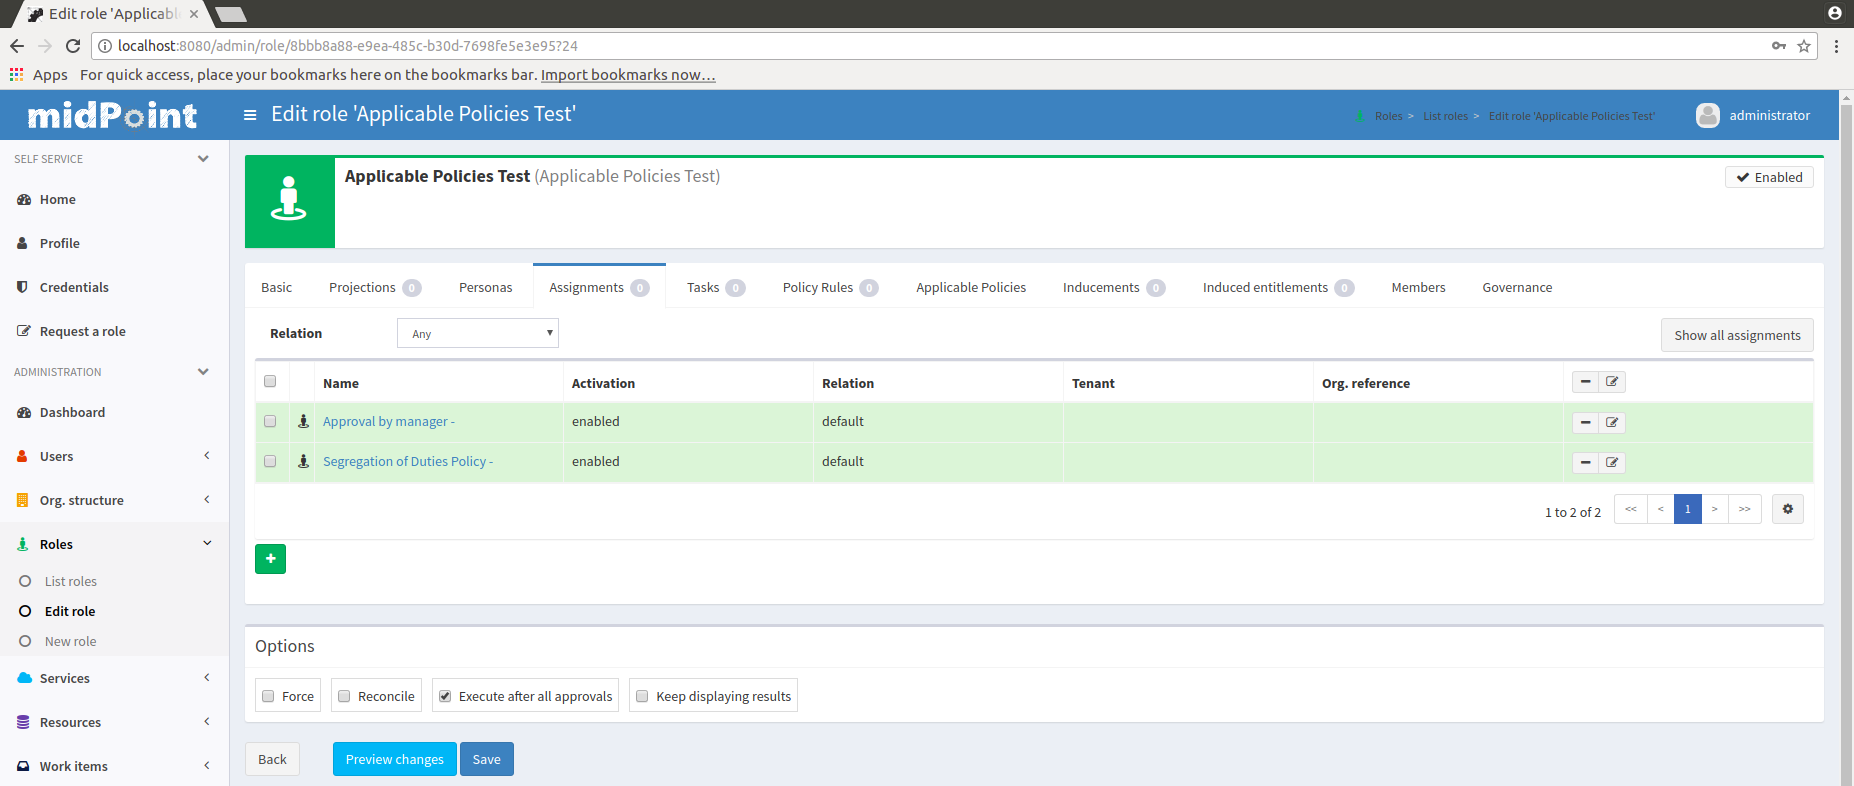 Edit role 'Applicabl
localhost:8080/admin/role/8bbb8a88-e9ea-485c-b30d-7698fe5e3e95?24
Apps For quick access, place your bookmarks here on the bookmarks bar. Import bookmarks now…
midPoint
Edit role 'Applicable Policies Test'
Roles > List roles > Edit role 'Applicable Policies Test'
administrator
SELF SERVICE
Home
Profile
Credentials
Request a role
ADMINISTRATION
Dashboard
Users
Org. structure
Roles
List roles
Edit role
New role
Services
Resources
Work items
Applicable Policies Test (Applicable Policies Test)
Enabled
Basic Projections 0 Personas Assignments 0 Tasks 0 Policy Rules 0 Applicable Policies Inducements 0 Induced entitlements 0 Members Governance
Relation Any Show all assignments
Name Activation Relation Tenant Org. reference
Approval by manager - enabled default
Segregation of Duties Policy - enabled default
1 to 2 of 2 << < 1 > >>
+
Options
Force Reconcile Execute after all approvals Keep displaying results
Back Preview changes Save